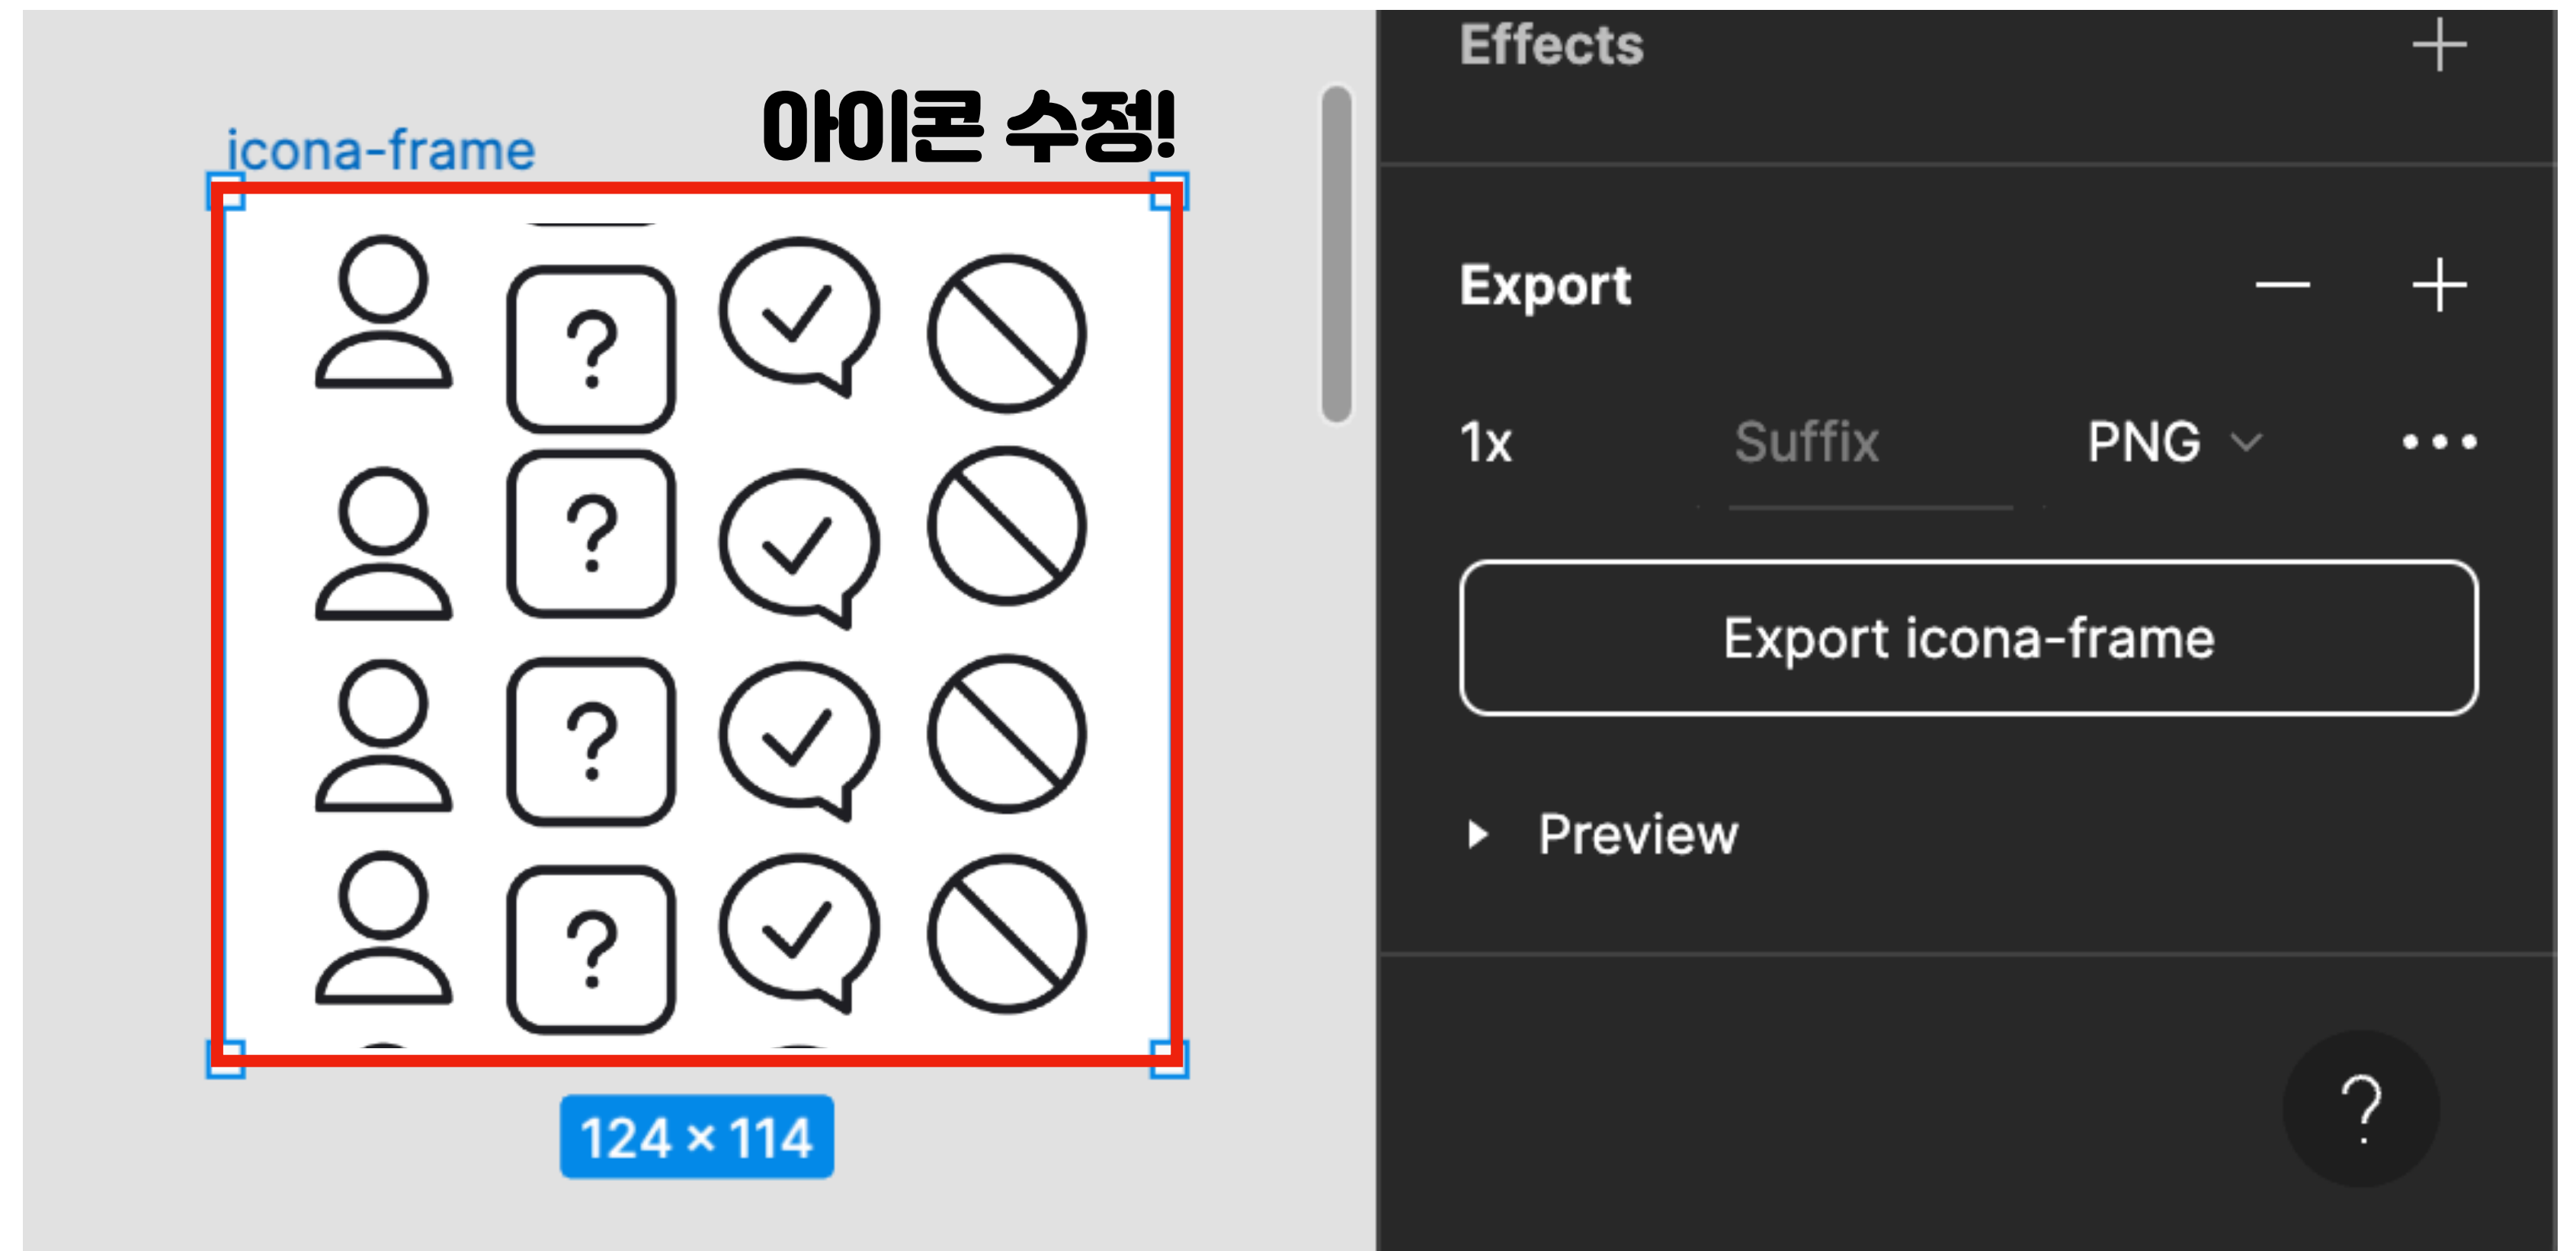 Effects
아이콘 수정!
icona-frame
Export
? ? ? ?
1x Suffix PNG
Export icona-frame
Preview
124 × 114
?